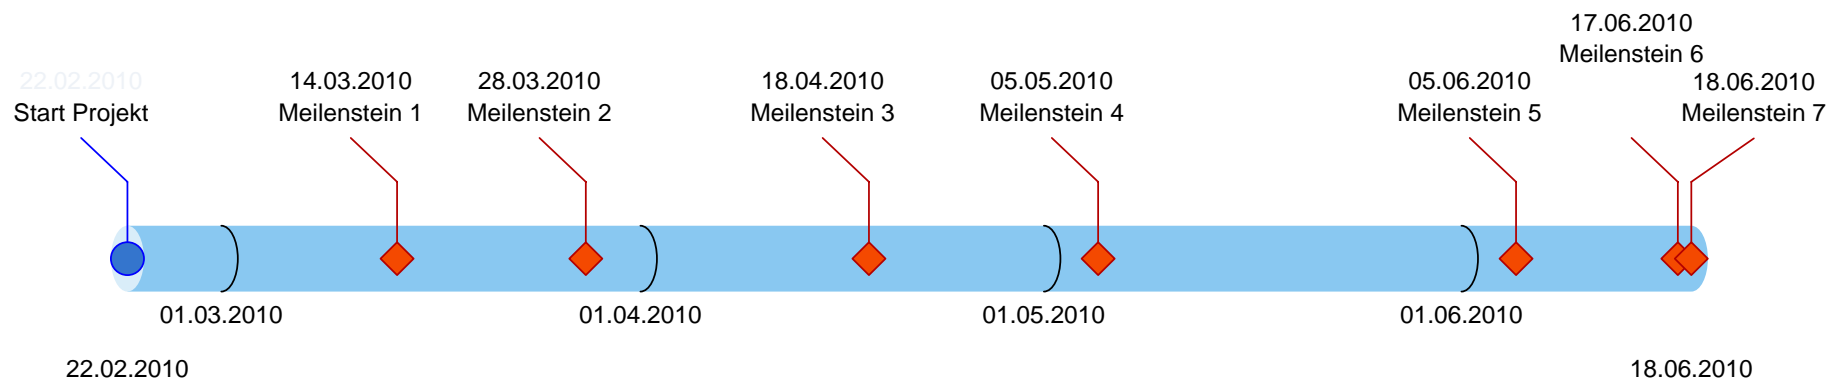 22.02.2010
Start Projekt
14.03.2010
Meilenstein 1
28.03.2010
Meilenstein 2
18.04.2010
Meilenstein 3
05.05.2010
Meilenstein 4
05.06.2010
Meilenstein 5
17.06.2010
Meilenstein 6
18.06.2010
Meilenstein 7
01.03.2010
01.04.2010
01.05.2010
01.06.2010
22.02.2010
18.06.2010